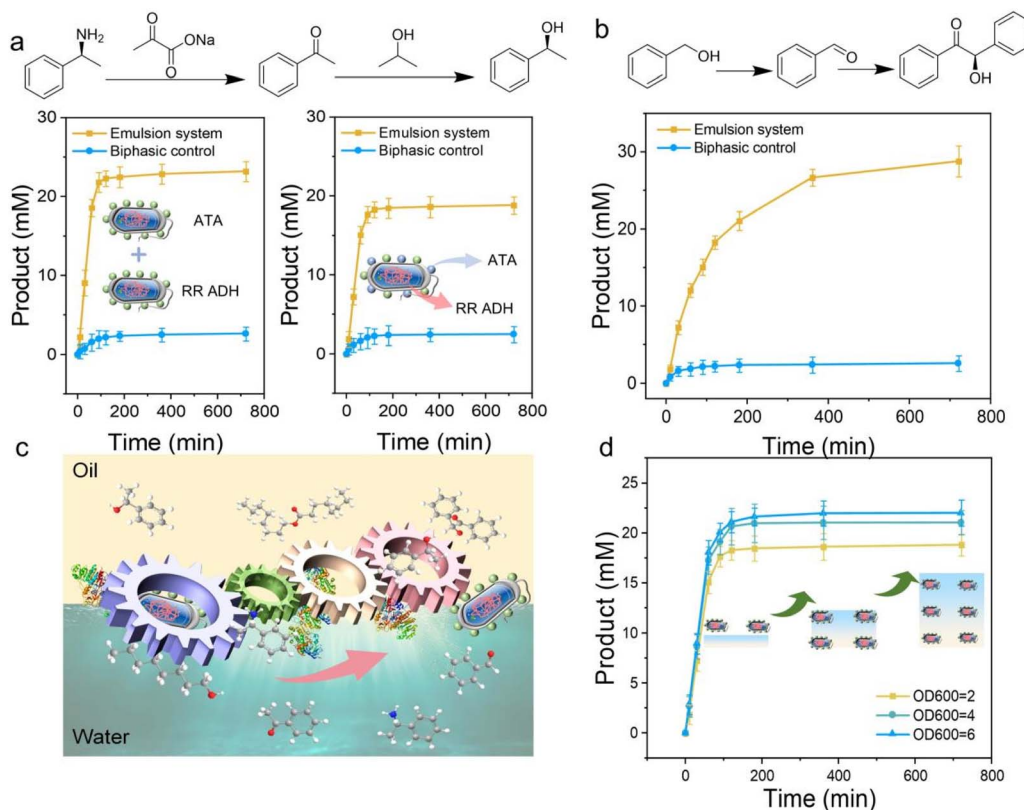 a
NH₂
O
ONa
O
O
OH
OH
b
OH
O
O
OH
30
20
10
0
Product (mM)
Emulsion system
Biphasic control
ATA
+
RR ADH
0 200 400 600 800
Time (min)
30
20
10
0
Product (mM)
Emulsion system
Biphasic control
ATA
RR ADH
0 200 400 600 800
Time (min)
30
20
10
0
Product (mM)
Emulsion system
Biphasic control
0 200 400 600 800
Time (min)
c
Oil
Water
d
25
20
15
10
5
0
Product (mM)
OD600=2
OD600=4
OD600=6
0 200 400 600 800
Time (min)